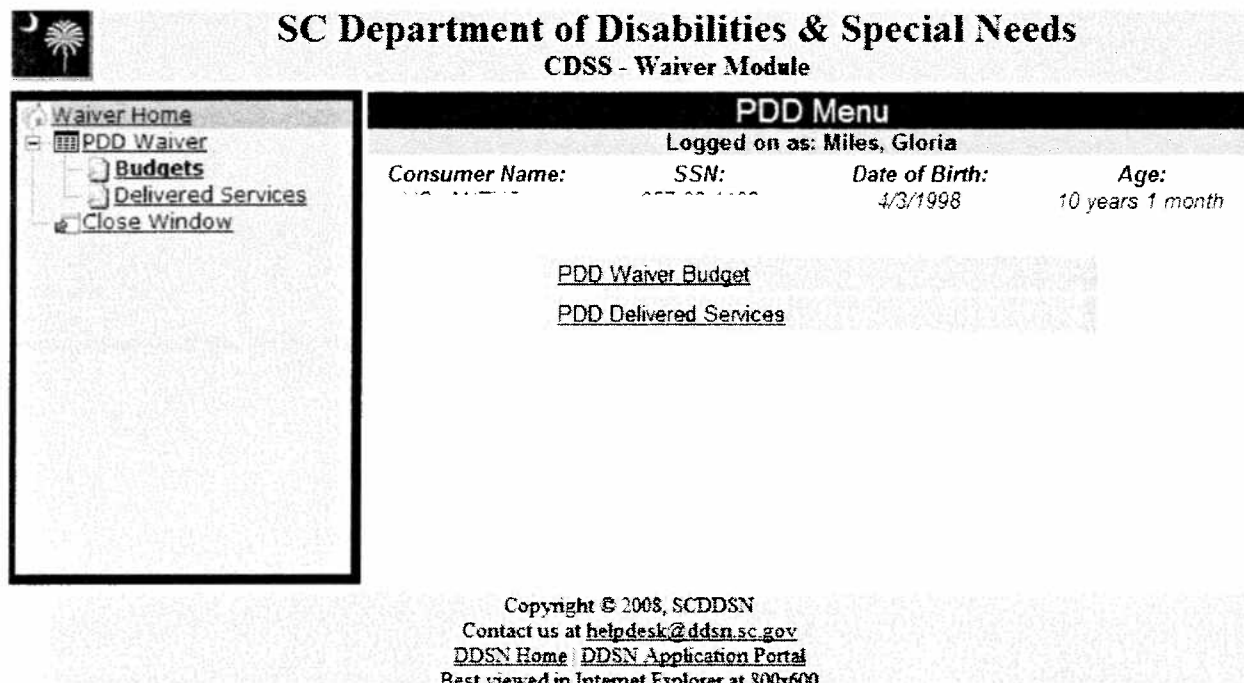 SC Department of Disabilities & Special Needs
CDSS - Waiver Module
Waiver Home
PDD Waiver
Budgets
Delivered Services
Close Window
PDD Menu
Logged on as: Miles, Gloria
Consumer Name: SSN: Date of Birth: Age:
4/3/1998 10 years 1 month
PDD Waiver Budget
PDD Delivered Services
Copyright © 2008, SCDDSN
Contact us at helpdesk@ddsn.sc.gov
DDSN Home | DDSN Application Portal
Best viewed in Internet Explorer at 800x600